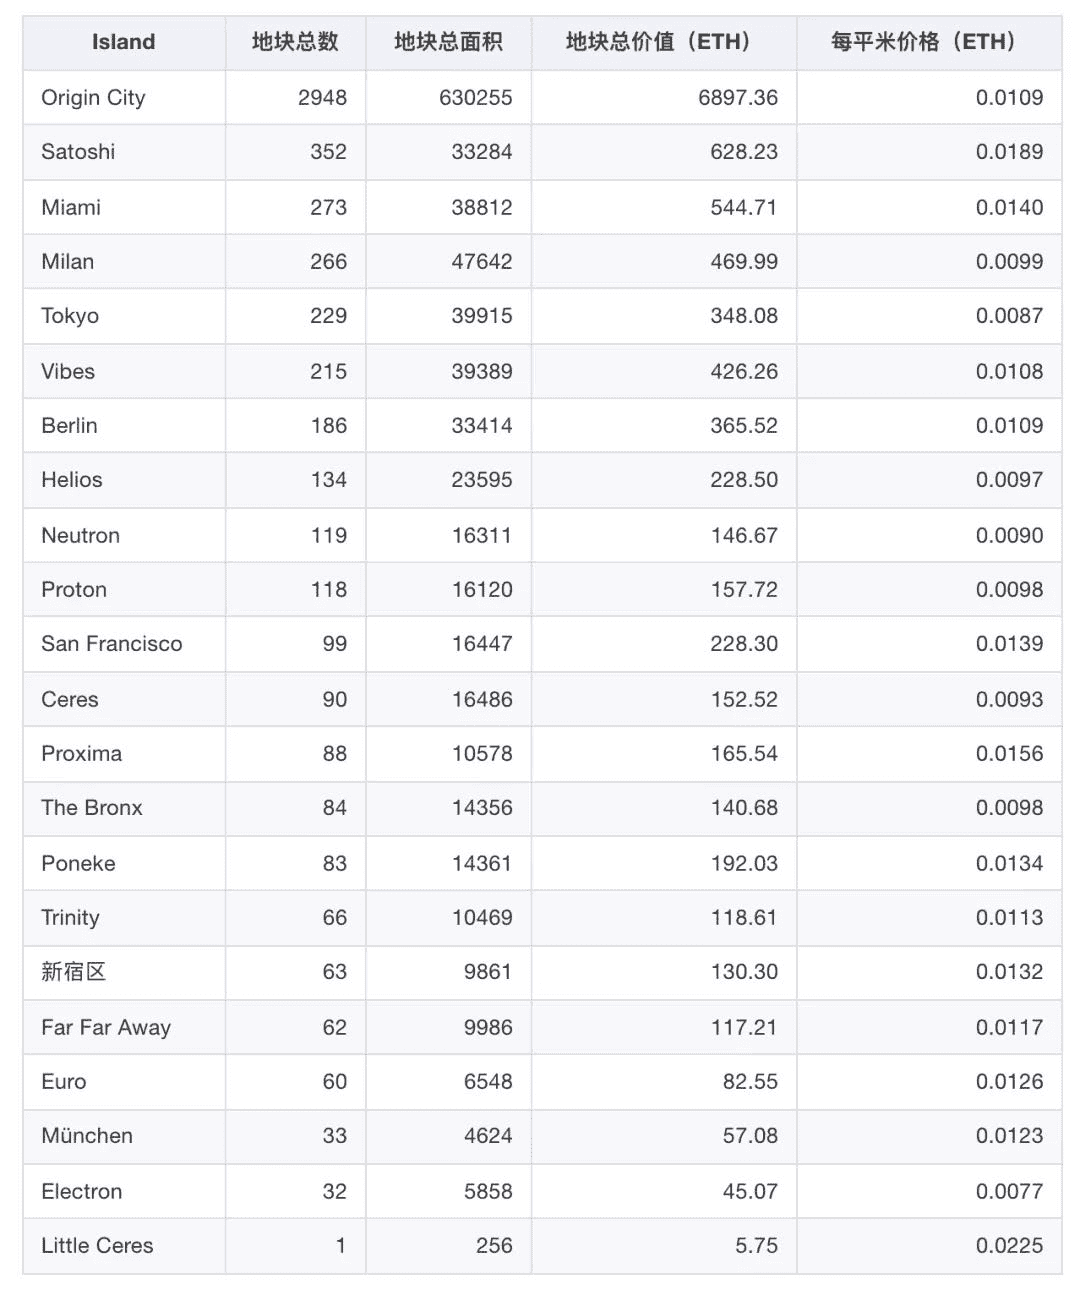 Island 地块总数 地块总面积 地块总价值（ETH） 每平米价格（ETH）
Origin City 2948 630255 6897.36 0.0109
Satoshi 352 33284 628.23 0.0189
Miami 273 38812 544.71 0.0140
Milan 266 47642 469.99 0.0099
Tokyo 229 39915 348.08 0.0087
Vibes 215 39389 426.26 0.0108
Berlin 186 33414 365.52 0.0109
Helios 134 23595 228.50 0.0097
Neutron 119 16311 146.67 0.0090
Proton 118 16120 157.72 0.0098
San Francisco 99 16447 228.30 0.0139
Ceres 90 16486 152.52 0.0093
Proxima 88 10578 165.54 0.0156
The Bronx 84 14356 140.68 0.0098
Poneke 83 14361 192.03 0.0134
Trinity 66 10469 118.61 0.0113
新宿区 63 9861 130.30 0.0132
Far Far Away 62 9986 117.21 0.0117
Euro 60 6548 82.55 0.0126
München 33 4624 57.08 0.0123
Electron 32 5858 45.07 0.0077
Little Ceres 1 256 5.75 0.0225